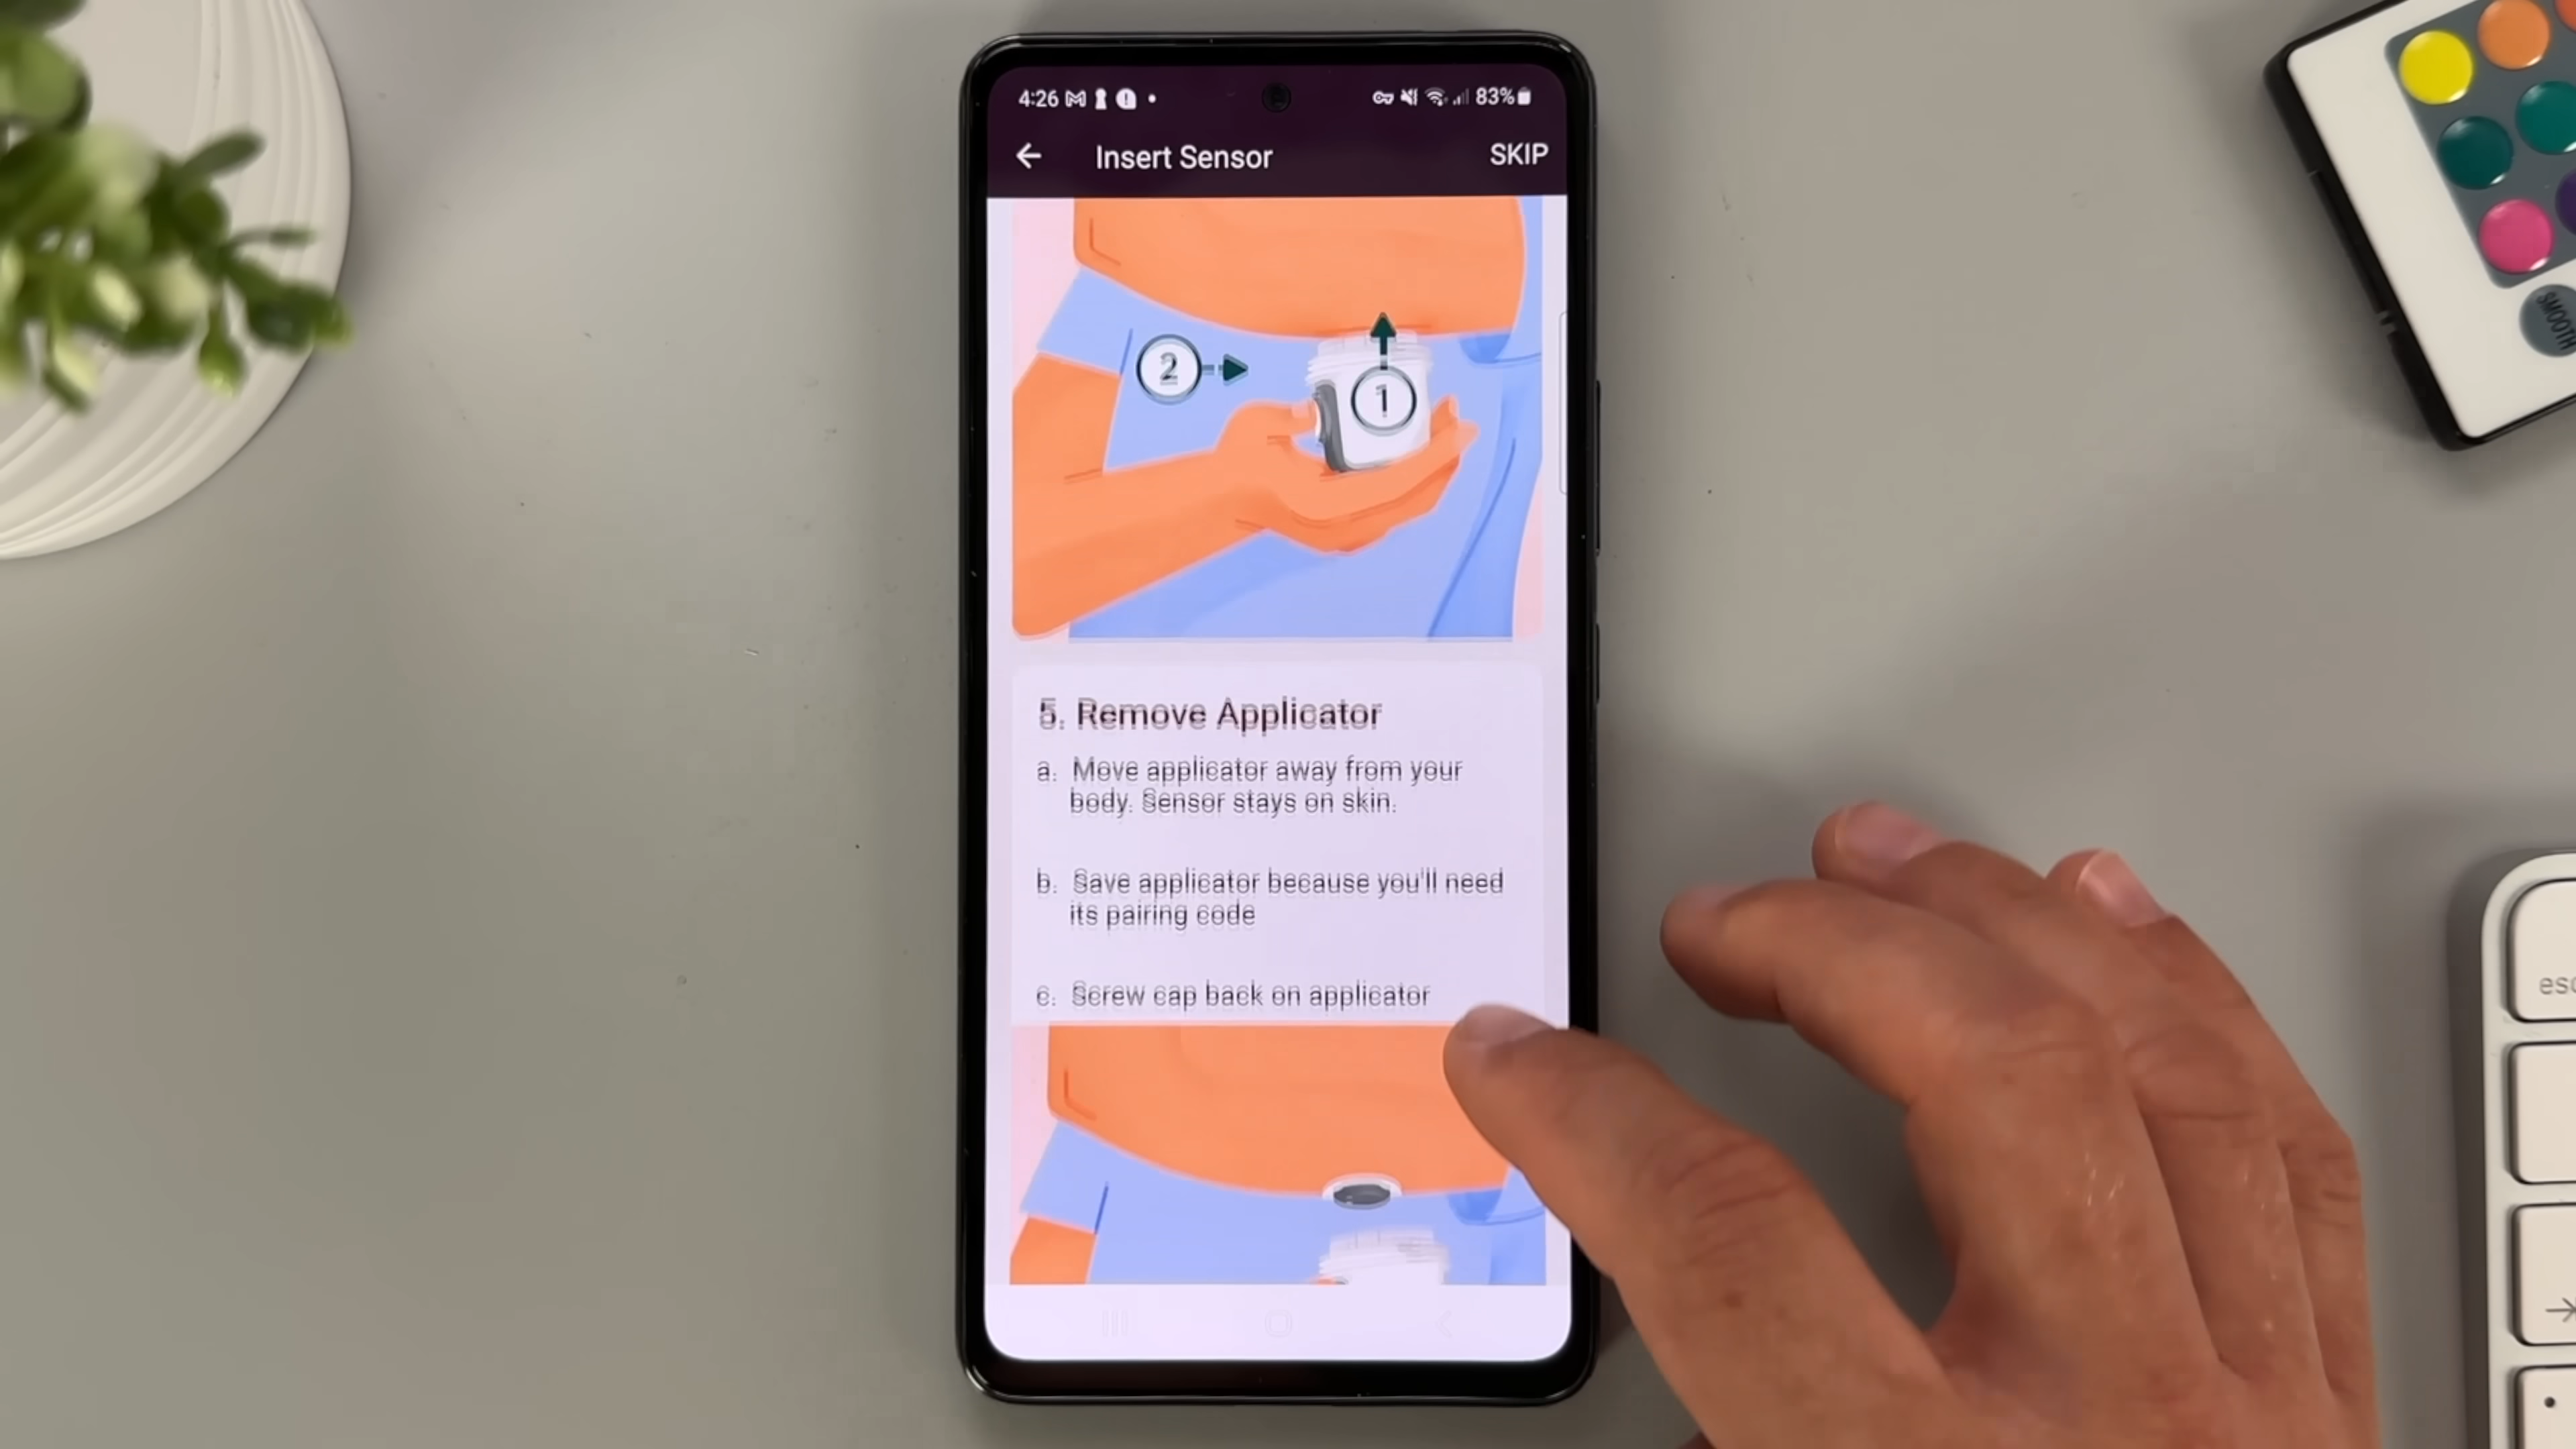 4:26 83%
Insert Sensor SKIP
2
1
5. Remove Applicator
a. Move applicator away from your
body. Sensor stays on skin.
b. Save applicator because you'll need
its pairing code
c. Screw cap back on applicator
SMOOTH
esc